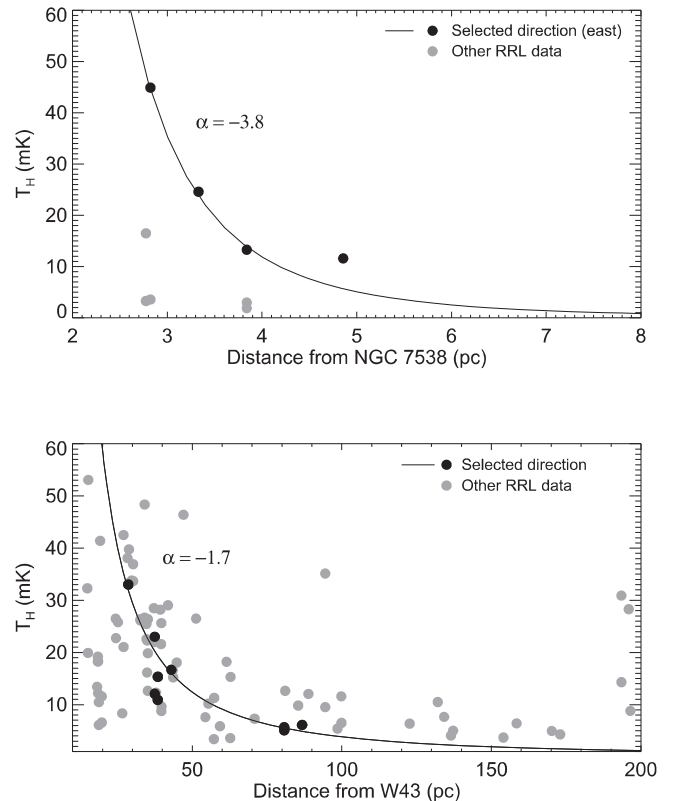 60
50
40
30
20
10
0
T_H (mK)
Selected direction (east)
Other RRL data
α = −3.8
2 3 4 5 6 7 8
Distance from NGC 7538 (pc)
60
50
40
30
20
10
T_H (mK)
Selected direction
Other RRL data
α = −1.7
50 100 150 200
Distance from W43 (pc)